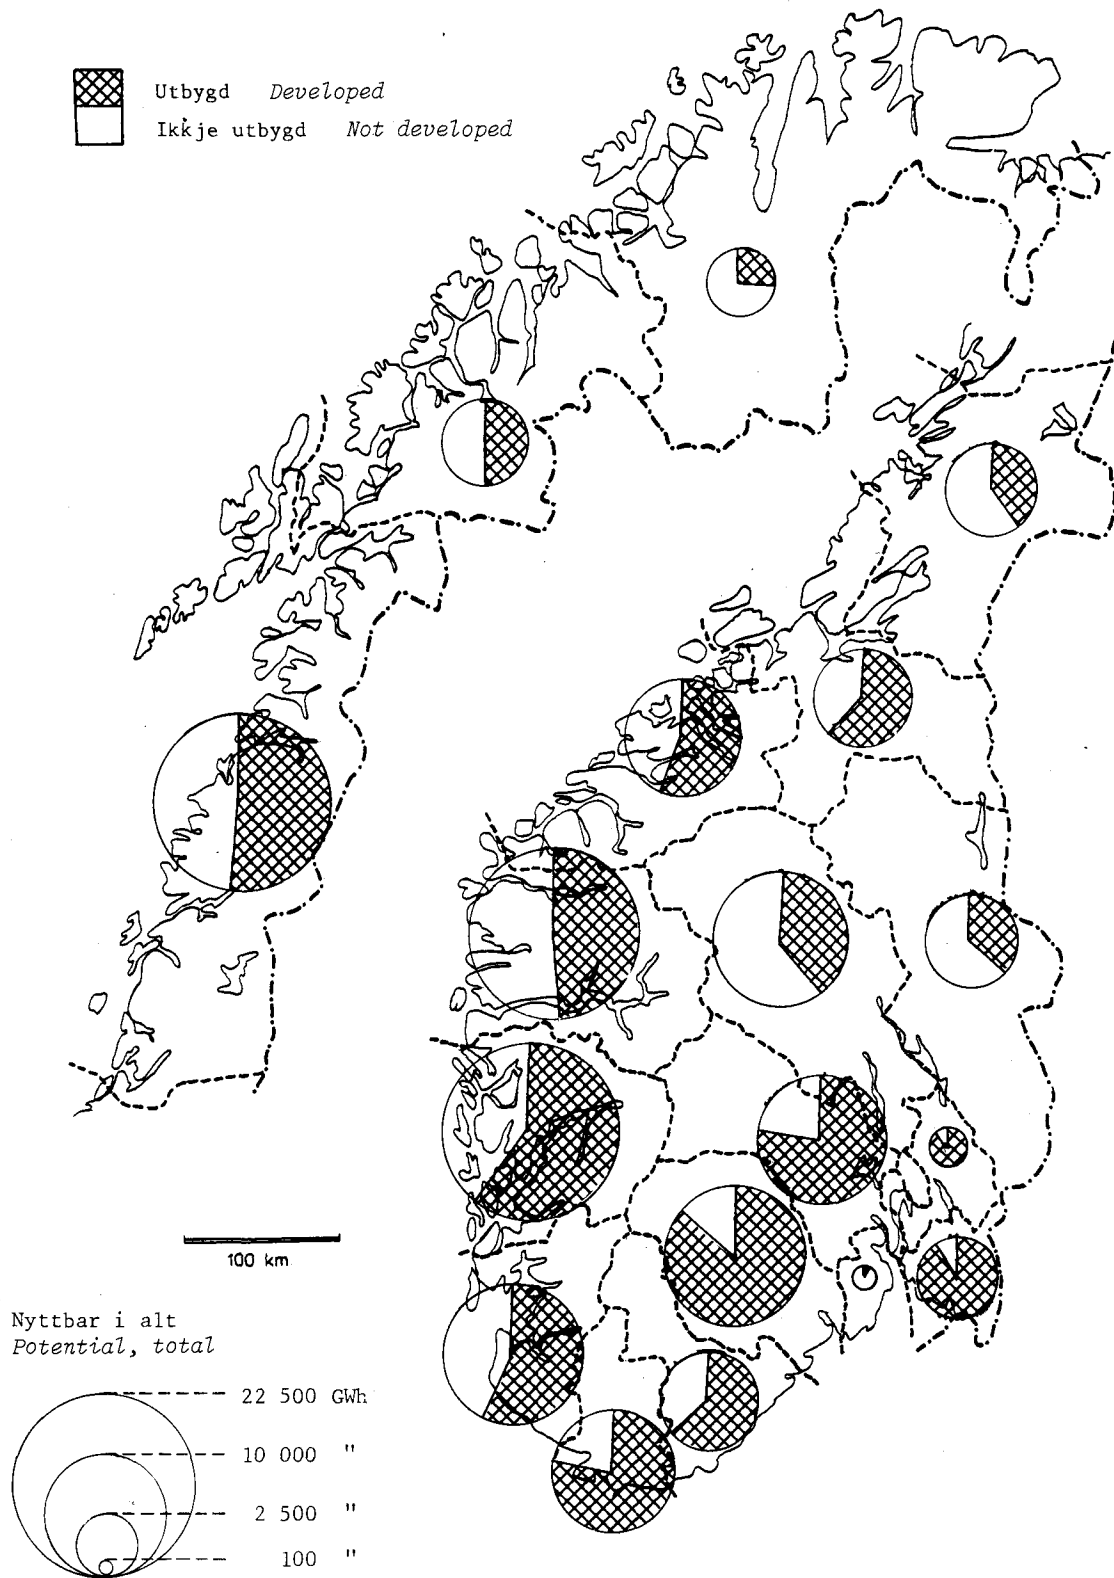 Utbygd Developed
Ikkje utbygd Not developed
100 km
Nyttbar i alt
Potential, total
22 500 GWh
10 000 "
2 500 "
100 "